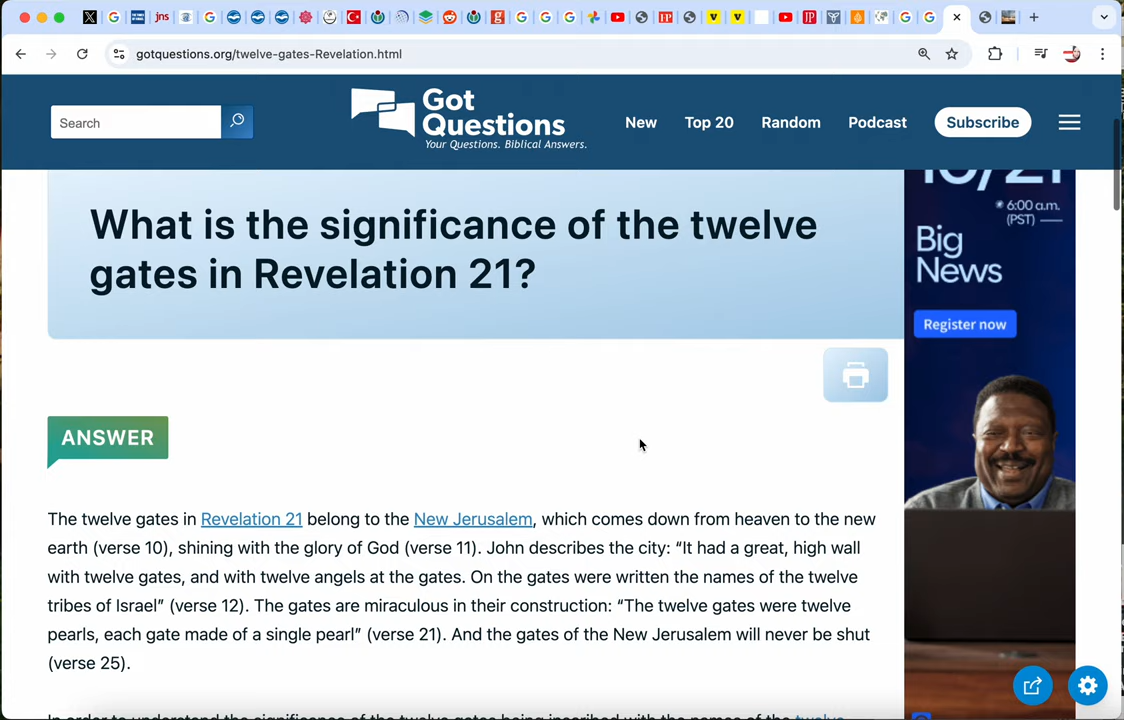 gotquestions.org/twelve-gates-Revelation.html
Search
Got
Questions
Your Questions. Biblical Answers.
New
Top 20
Random
Podcast
Subscribe
6:00 a.m.
(PST)
Big
News
Register now
What is the significance of the twelve
gates in Revelation 21?
ANSWER
The twelve gates in Revelation 21 belong to the New Jerusalem, which comes down from heaven to the new
earth (verse 10), shining with the glory of God (verse 11). John describes the city: “It had a great, high wall
with twelve gates, and with twelve angels at the gates. On the gates were written the names of the twelve
tribes of Israel” (verse 12). The gates are miraculous in their construction: “The twelve gates were twelve
pearls, each gate made of a single pearl” (verse 21). And the gates of the New Jerusalem will never be shut
(verse 25).
In order to understand the significance of the twelve gates being inscribed with the names of the twelve